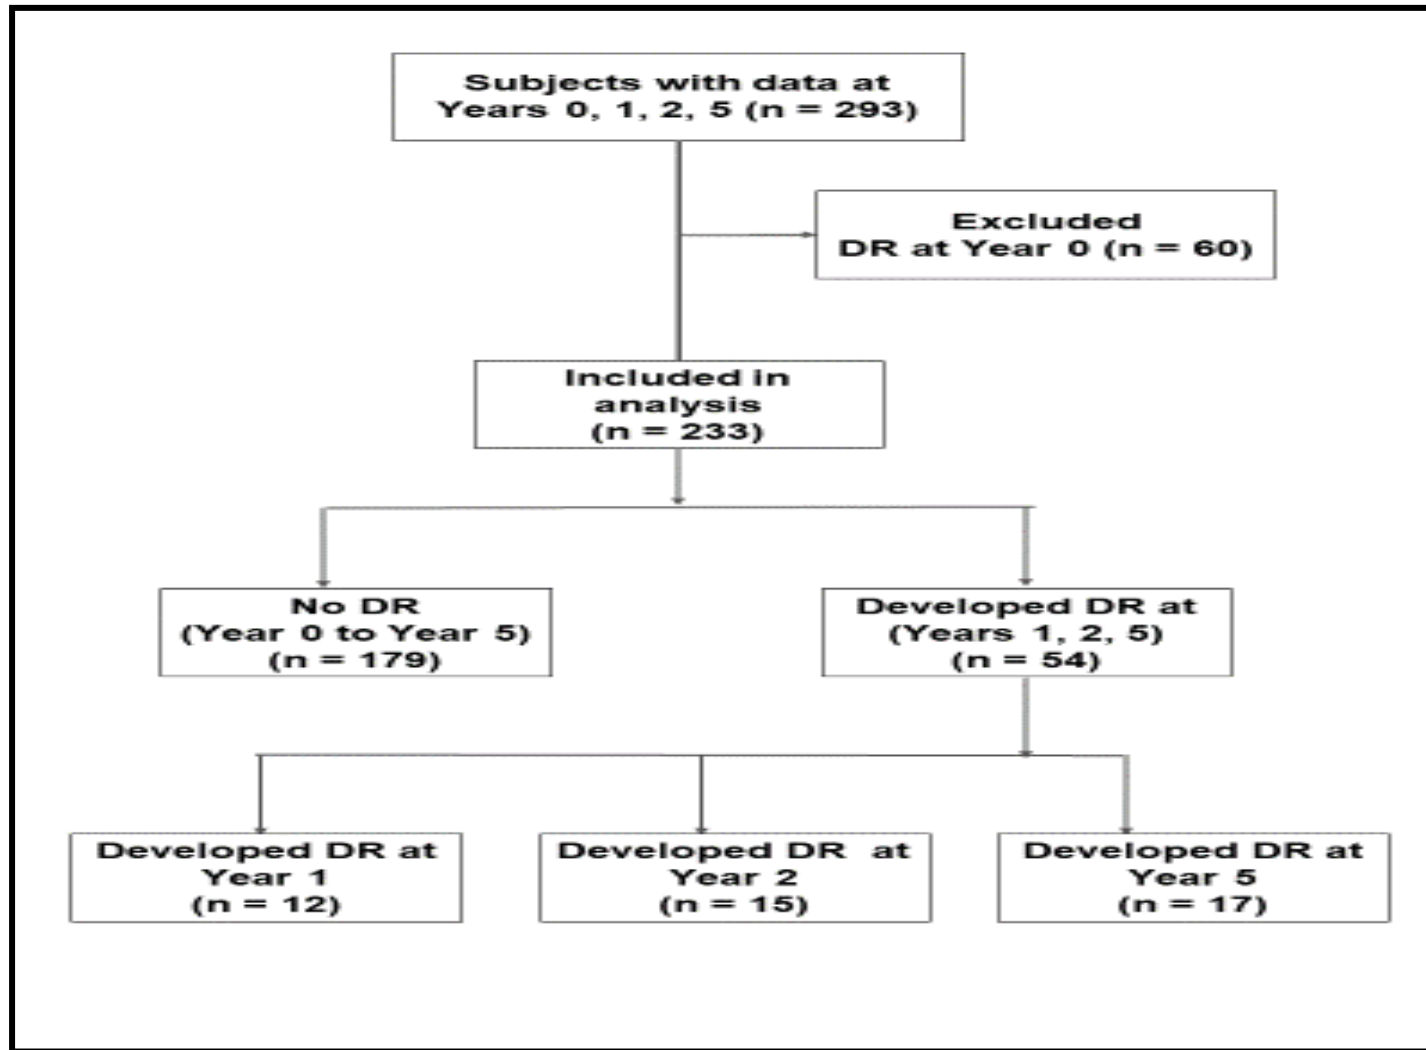 Subjects with data at
Years 0, 1, 2, 5 (n = 293)
Excluded
DR at Year 0 (n = 60)
Included in
analysis
(n = 233)
No DR
(Year 0 to Year 5)
(n = 179)
Developed DR at
(Years 1, 2, 5)
(n = 54)
Developed DR at
Year 1
(n = 12)
Developed DR at
Year 2
(n = 15)
Developed DR at
Year 5
(n = 17)